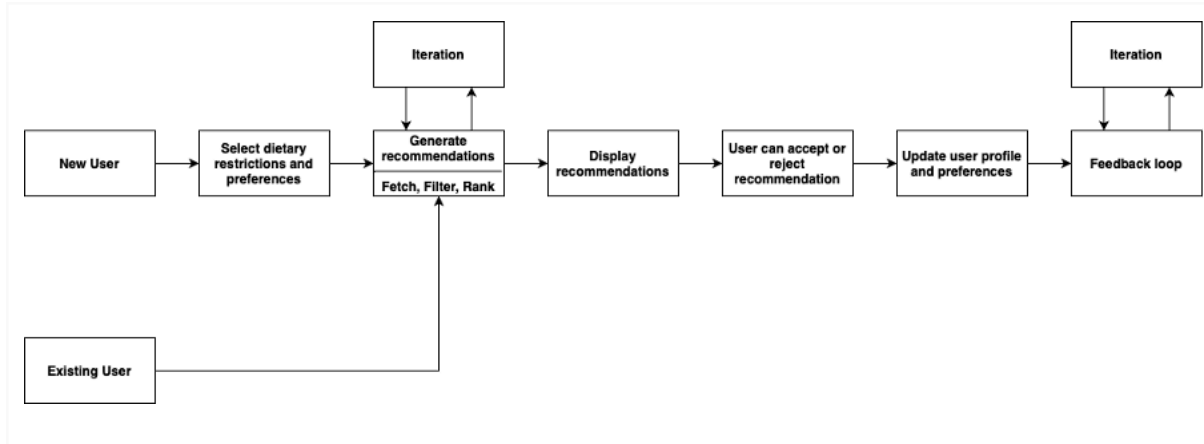 Iteration
Iteration
New User
Select dietary
restrictions and
preferences
Generate
recommendations
Fetch, Filter, Rank
Display
recommendations
User can accept or
reject
recommendation
Update user profile
and preferences
Feedback loop
Existing User